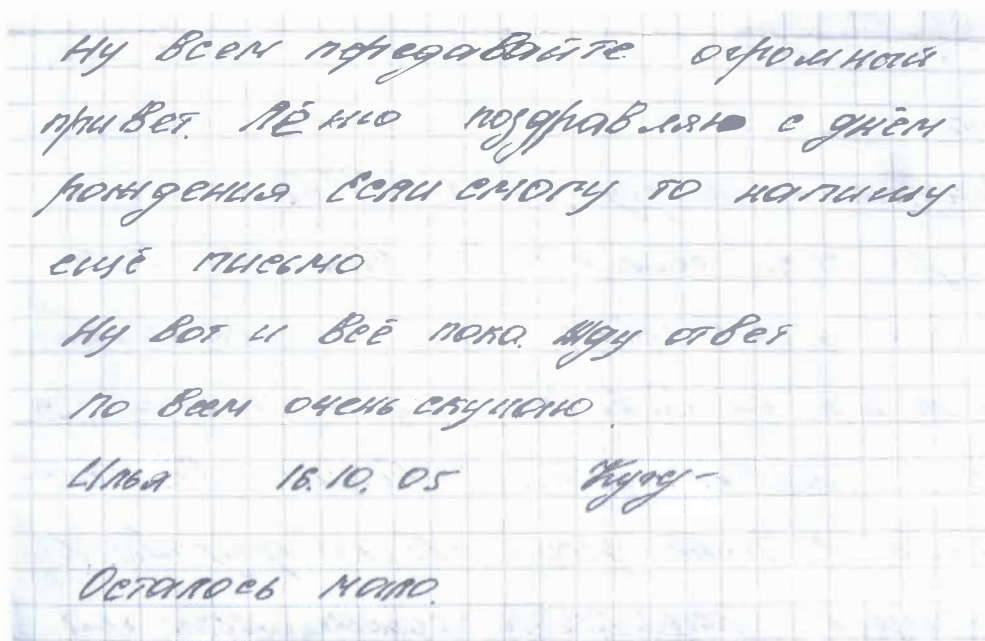 Ну всем передавайте огромный
привет. Лёню поздравляю с днём
рождения. Если смогу то напишу
ещё письмо
Ну вот и всё пока. Жду ответ
По всем очень скучаю.
Илья 16.10.05
Осталось мало.